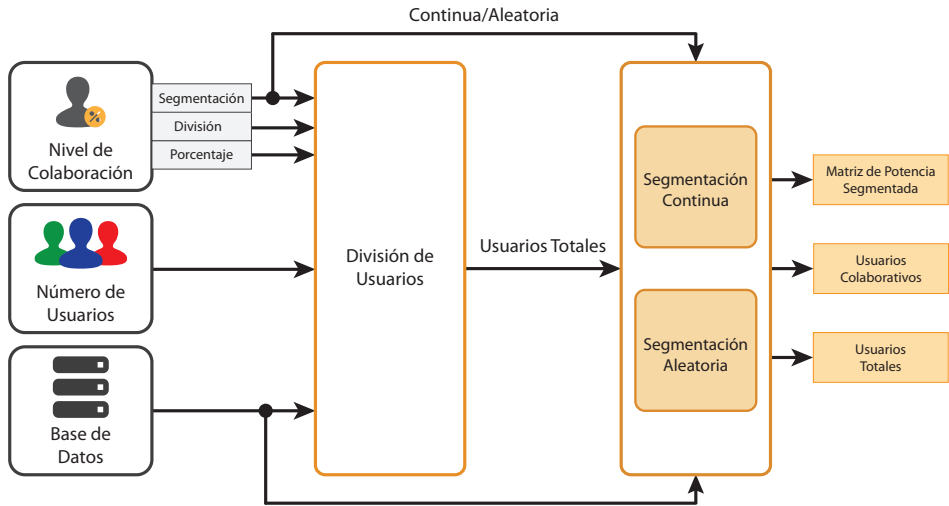 Continua/Aleatoria
Nivel de
Colaboración
Segmentación
División
Porcentaje
Número de
Usuarios
Base de
Datos
División de
Usuarios
Usuarios Totales
Segmentación
Continua
Segmentación
Aleatoria
Matriz de Potencia
Segmentada
Usuarios
Colaborativos
Usuarios
Totales